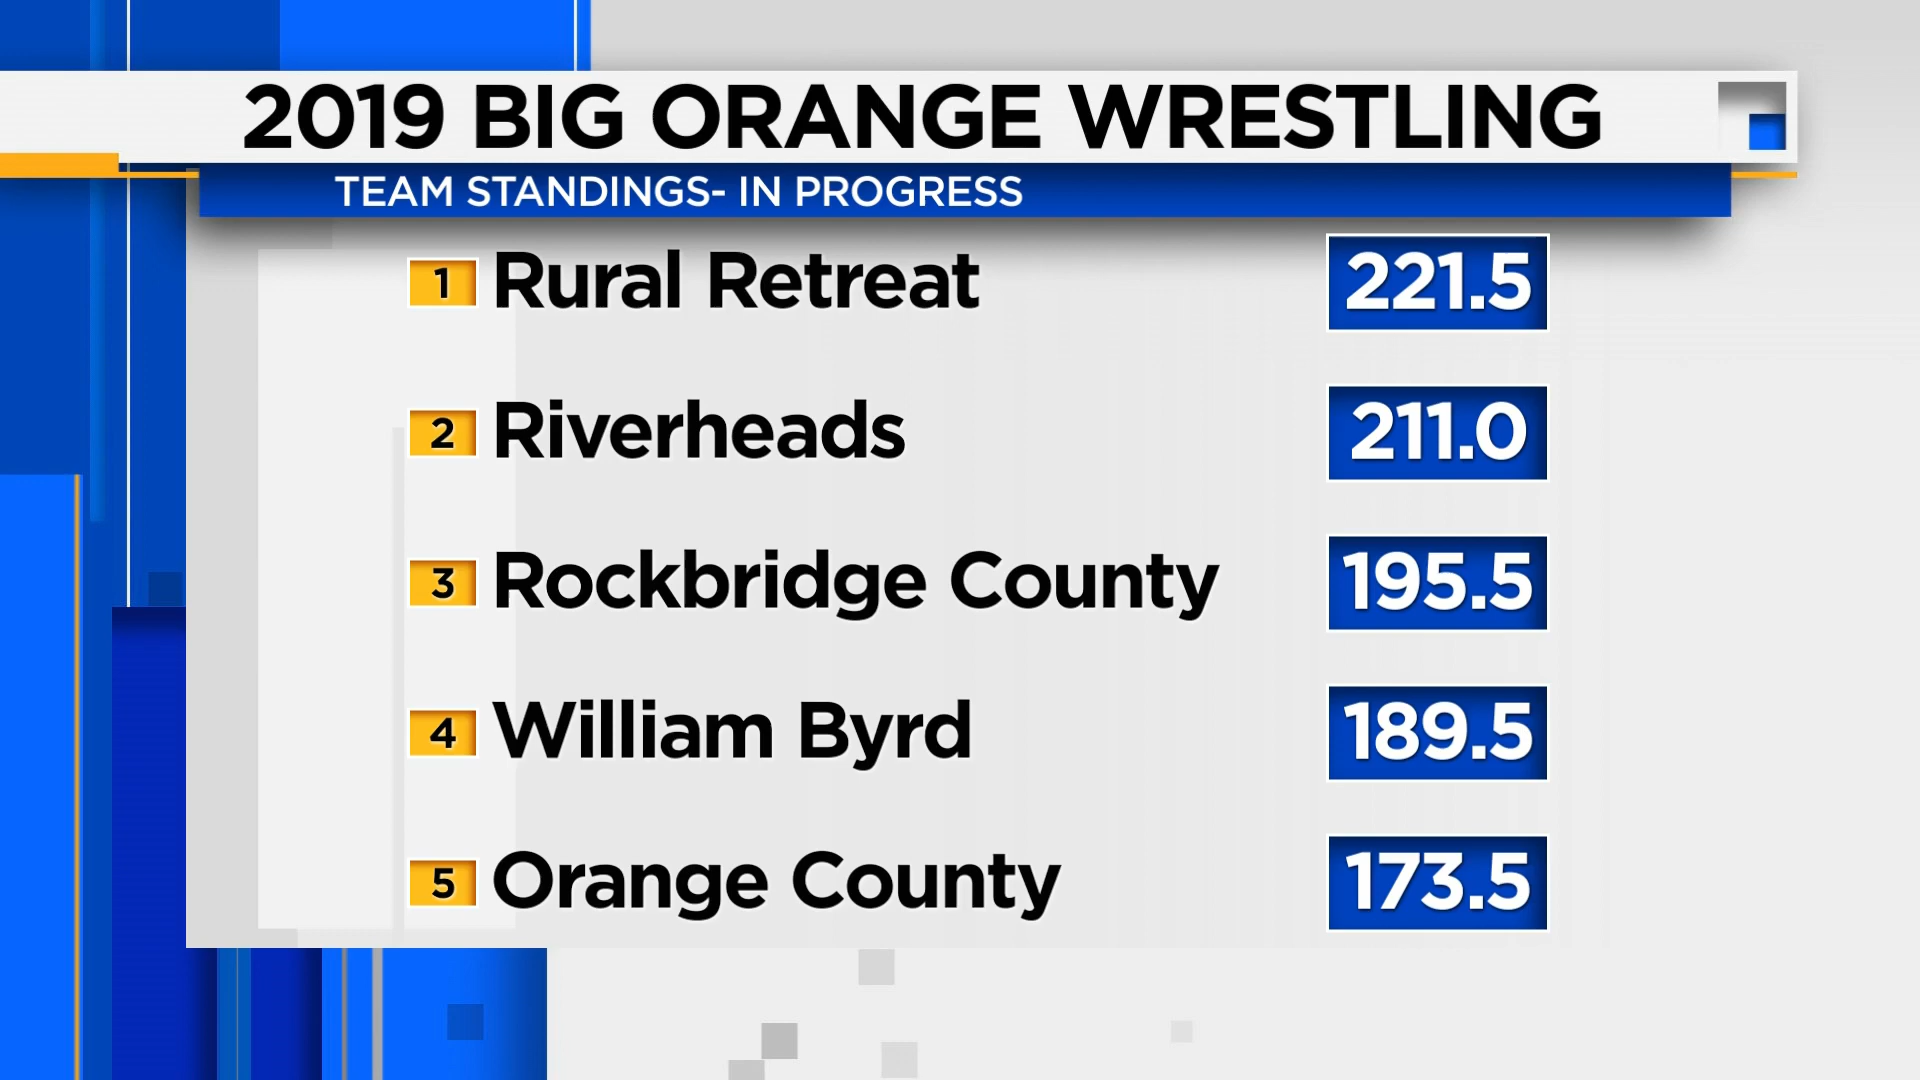 2019 BIG ORANGE WRESTLING
TEAM STANDINGS- IN PROGRESS
1 Rural Retreat 221.5
2 Riverheads 211.0
3 Rockbridge County 195.5
4 William Byrd 189.5
5 Orange County 173.5